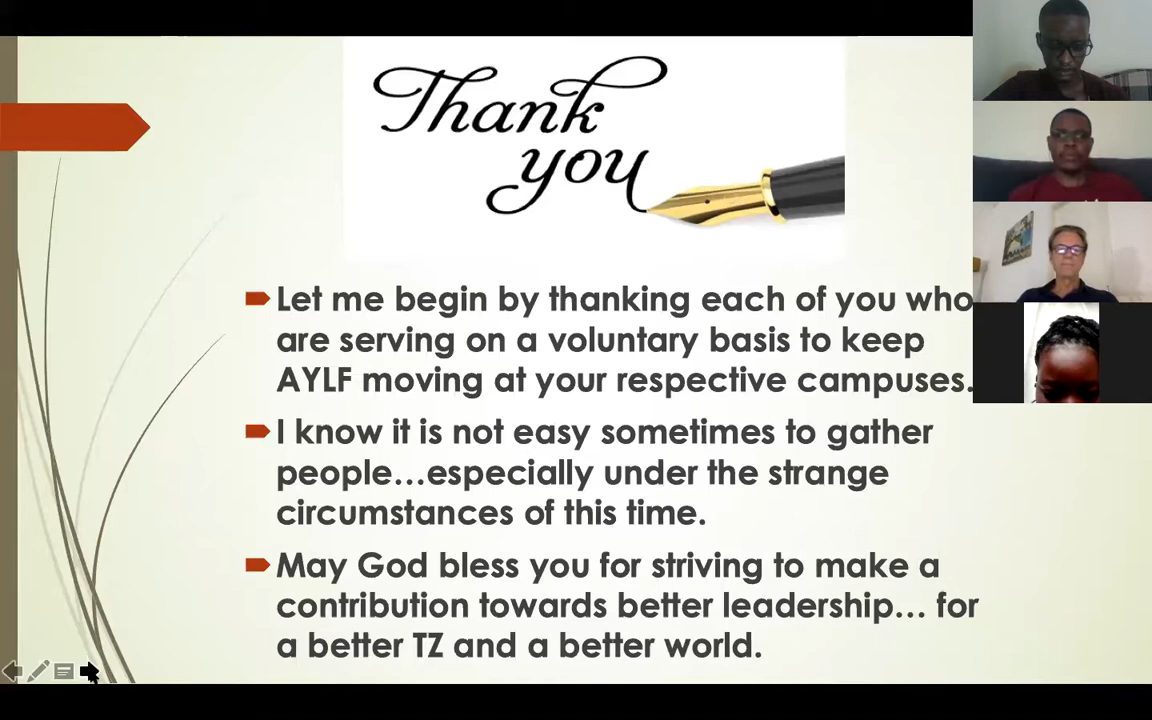 Thank
you
Let me begin by thanking each of you who
are serving on a voluntary basis to keep
AYLF moving at your respective campuses.
I know it is not easy sometimes to gather
people…especially under the strange
circumstances of this time.
May God bless you for striving to make a
contribution towards better leadership… for
a better TZ and a better world.